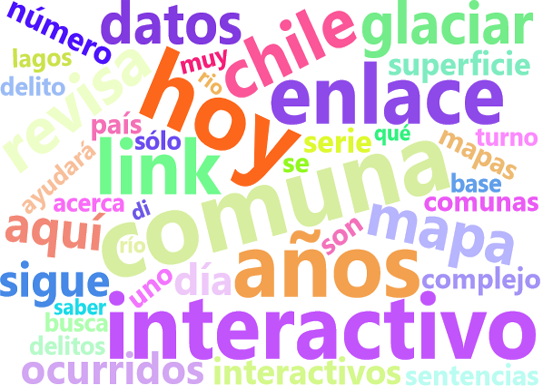 número
datos
chile
glaciar
lagos
muy
superficie
delito
revisa
hoy
rio
enlace
país
sólo
serie
qué
mapas
turno
ayudará
link
se
comuna
base
acerca
di
comunas
aquí
río
son
mapa
sigue
uno
día
años
complejo
saber
busca
interactivo
delitos
ocurridos
interactivos
sentencias